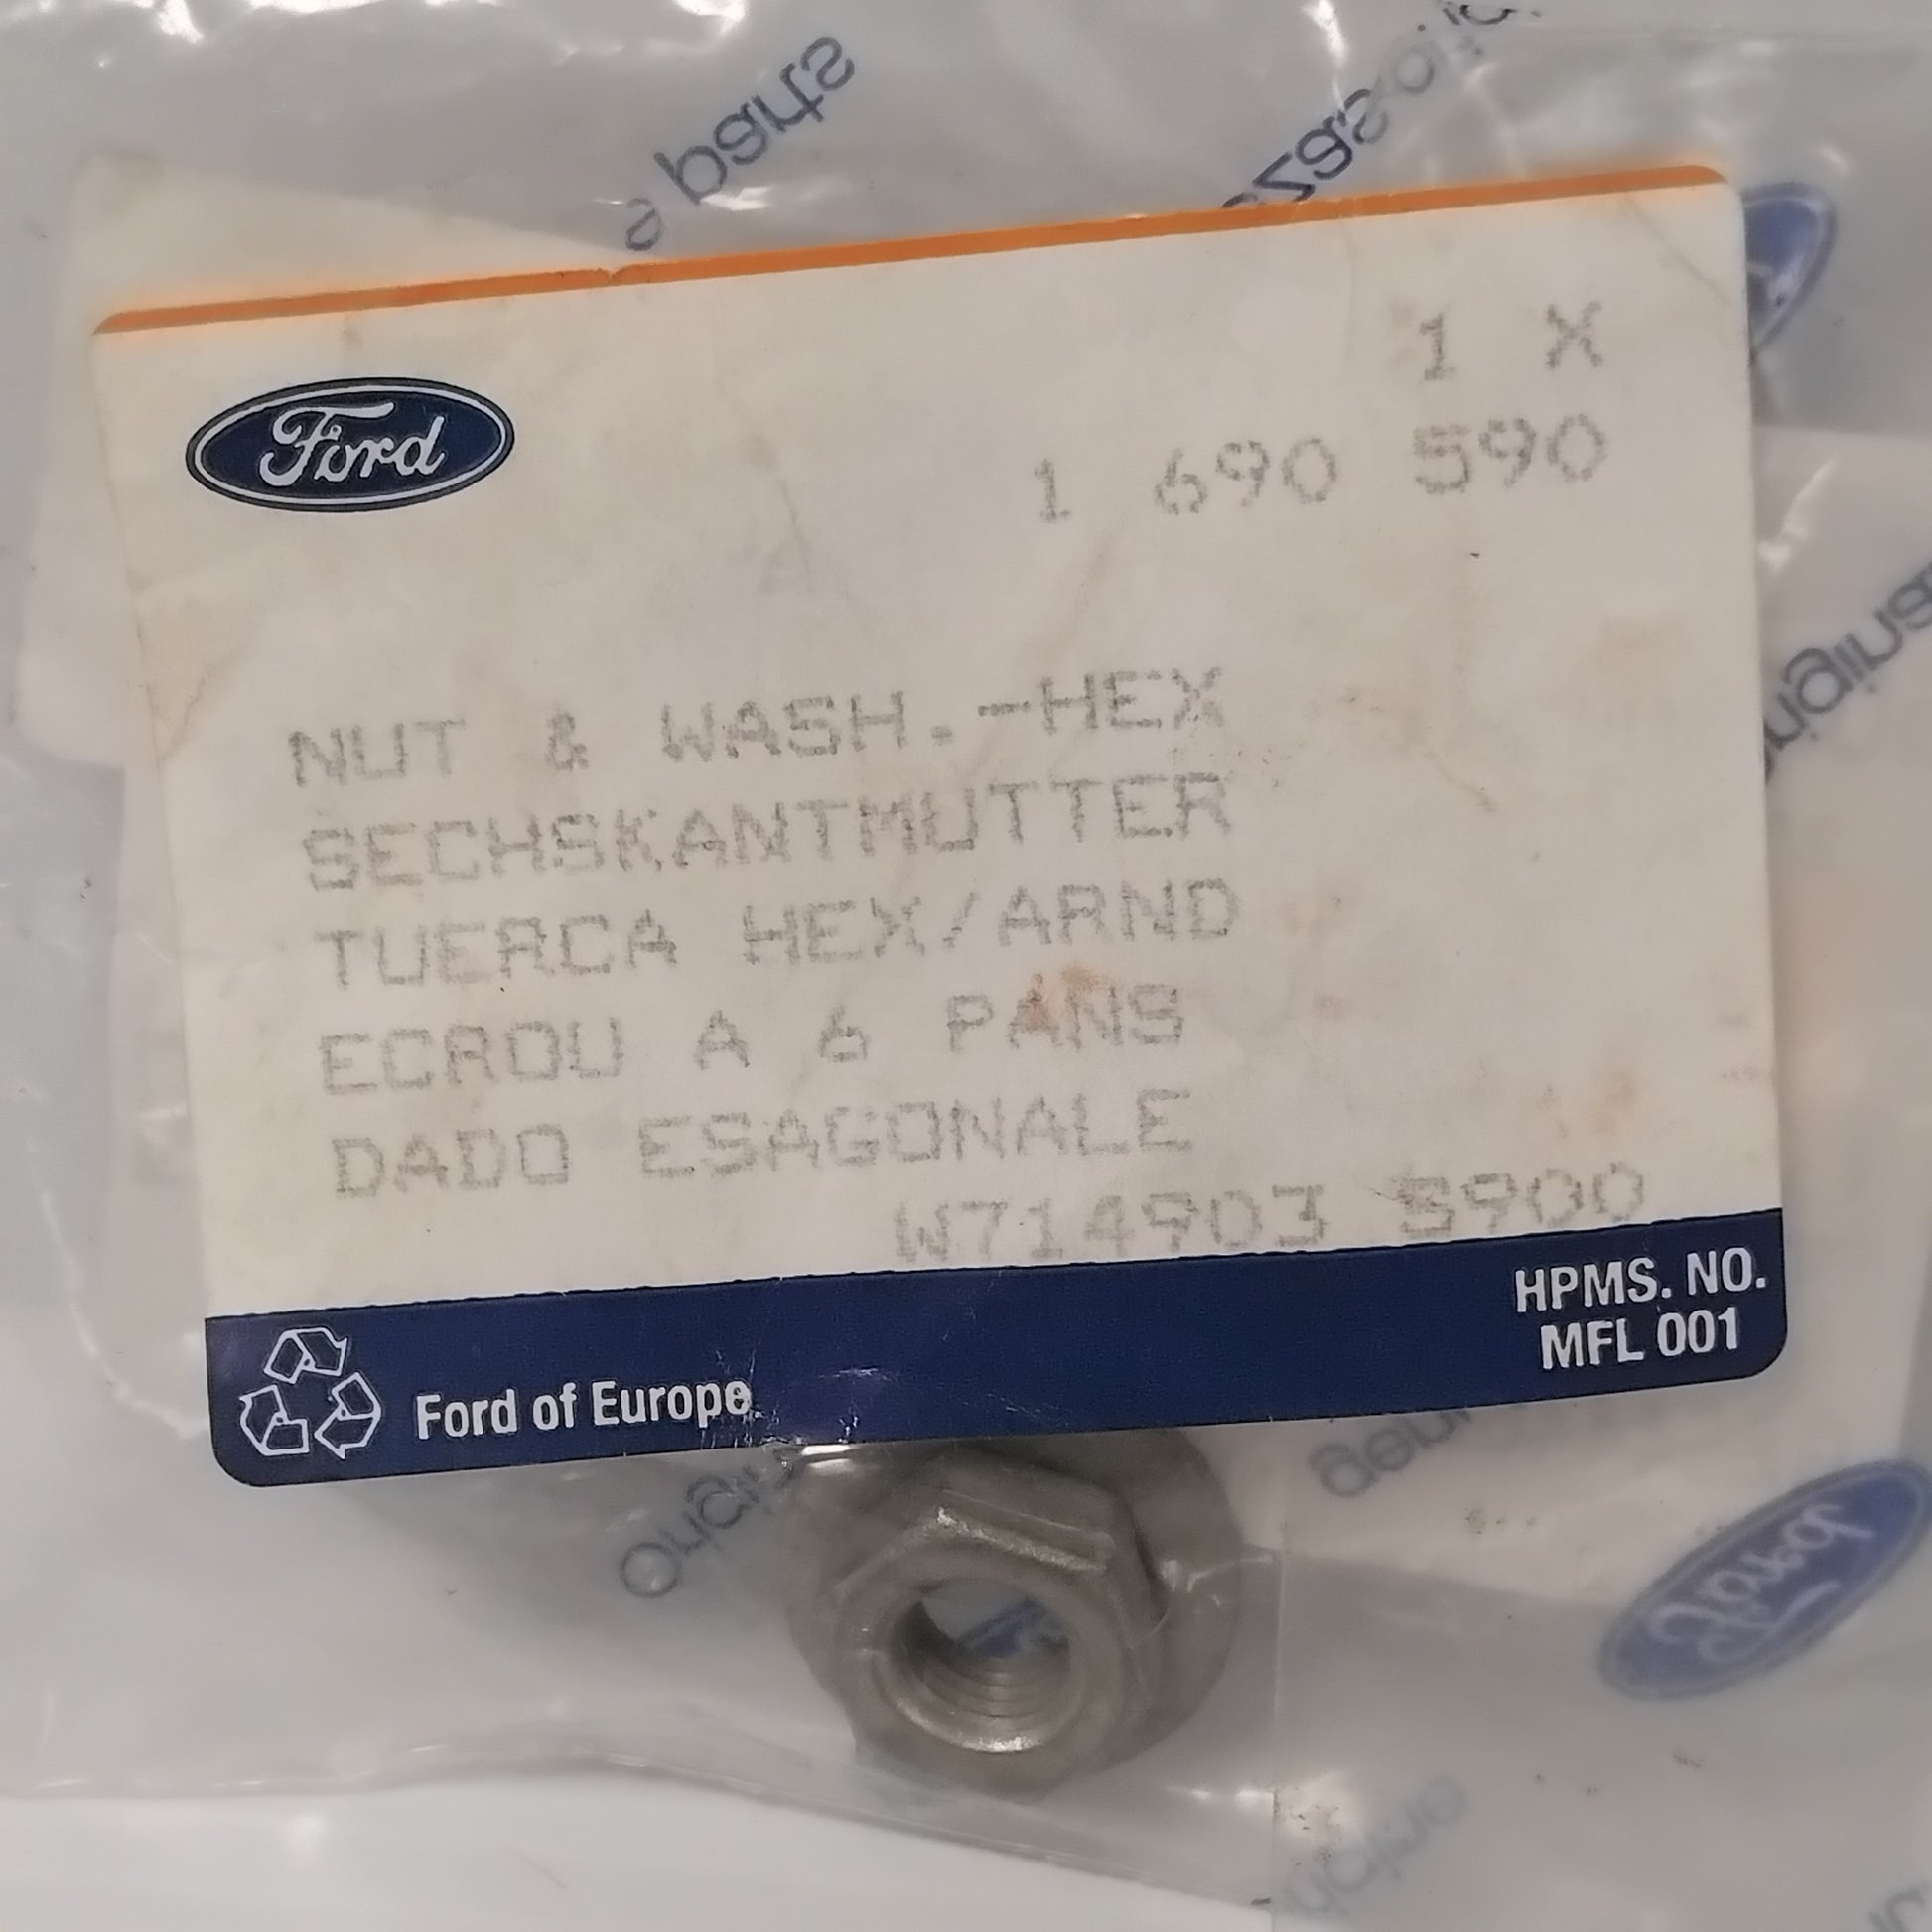 1 X
Ford
1 690 590
NUT & WASH.-HEX
SECHSKANTMUTTER
TUERCA HEX/ARND
ECROU A 6 PANS
DADO ESAGONALE
W714903 S900
HPMS. NO.
MFL 001
Ford of Europe
Ford